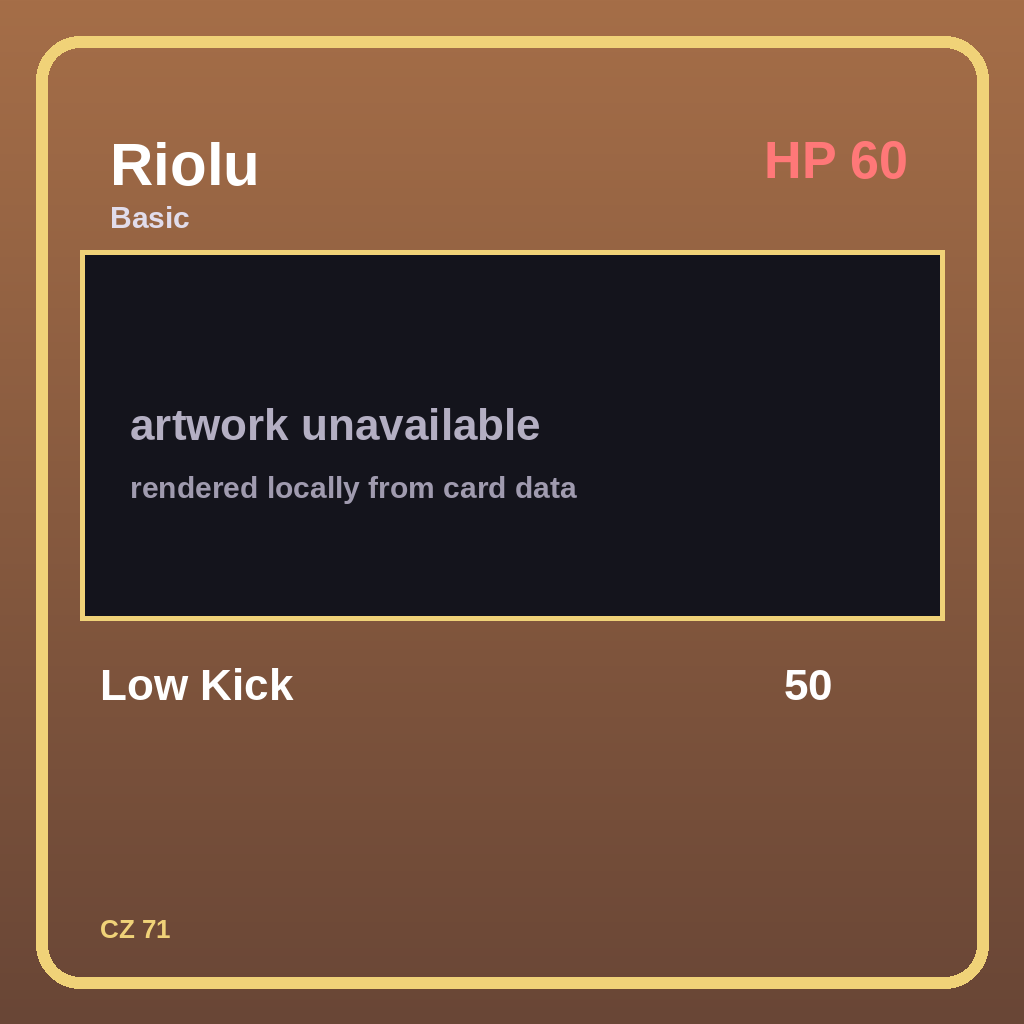 Riolu
HP 60
Basic
artwork unavailable
rendered locally from card data
Low Kick 50
CZ 71